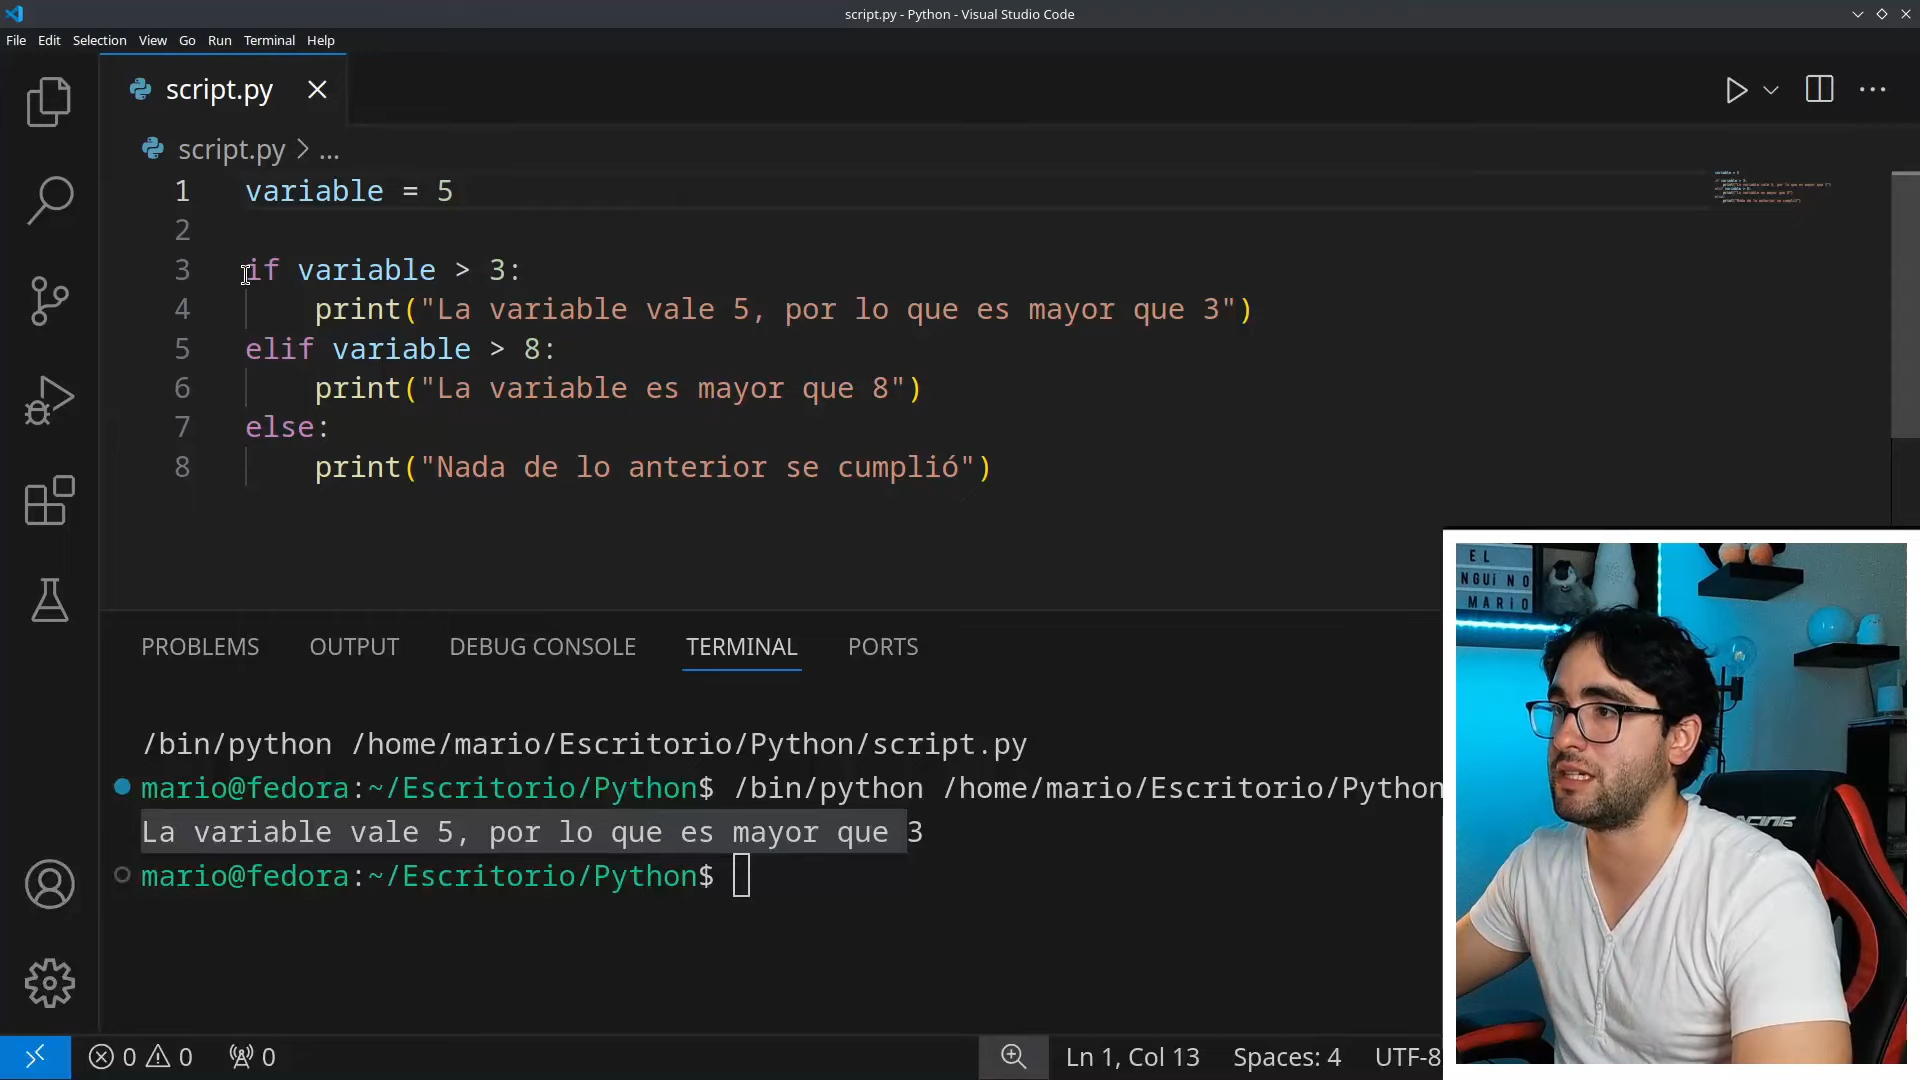 script.py - Python - Visual Studio Code
File Edit Selection View Go Run Terminal Help
script.py
script.py > ...
1 variable = 5
2
3 if variable > 3:
4 print("La variable vale 5, por lo que es mayor que 3")
5 elif variable > 8:
6 print("La variable es mayor que 8")
7 else:
8 print("Nada de lo anterior se cumplió")
EL
NGUiNO
MARiO
PROBLEMS OUTPUT DEBUG CONSOLE TERMINAL PORTS
/bin/python /home/mario/Escritorio/Python/script.py
mario@fedora:~/Escritorio/Python$ /bin/python /home/mario/Escritorio/Python
La variable vale 5, por lo que es mayor que 3
mario@fedora:~/Escritorio/Python$
0 0 0 Ln 1, Col 13 Spaces: 4 UTF-8